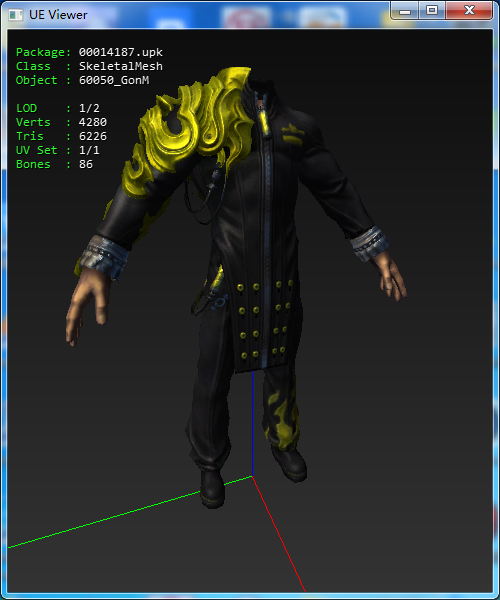 UE Viewer
Package: 00014187.upk
Class  : SkeletalMesh
Object : 60050_GonM
LOD    : 1/2
Verts  : 4280
Tris   : 6226
UV Set : 1/1
Bones  : 86